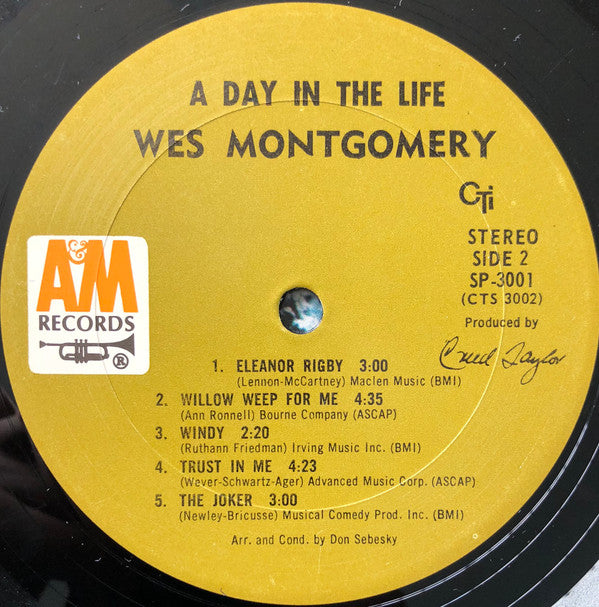 A DAY IN THE LIFE
WES MONTGOMERY
CTi
STEREO
SIDE 2
SP-3001
(CTS 3002)
Produced by
Creed Taylor
A&M
RECORDS
®
1. ELEANOR RIGBY 3:00
(Lennon-McCartney) Maclen Music (BMI)
2. WILLOW WEEP FOR ME 4:35
(Ann Ronnell) Bourne Company (ASCAP)
3. WINDY 2:20
(Ruthann Friedman) Irving Music Inc. (BMI)
4. TRUST IN ME 4:23
(Wever-Schwartz-Ager) Advanced Music Corp. (ASCAP)
5. THE JOKER 3:00
(Newley-Bricusse) Musical Comedy Prod. Inc. (BMI)
Arr. and Cond. by Don Sebesky